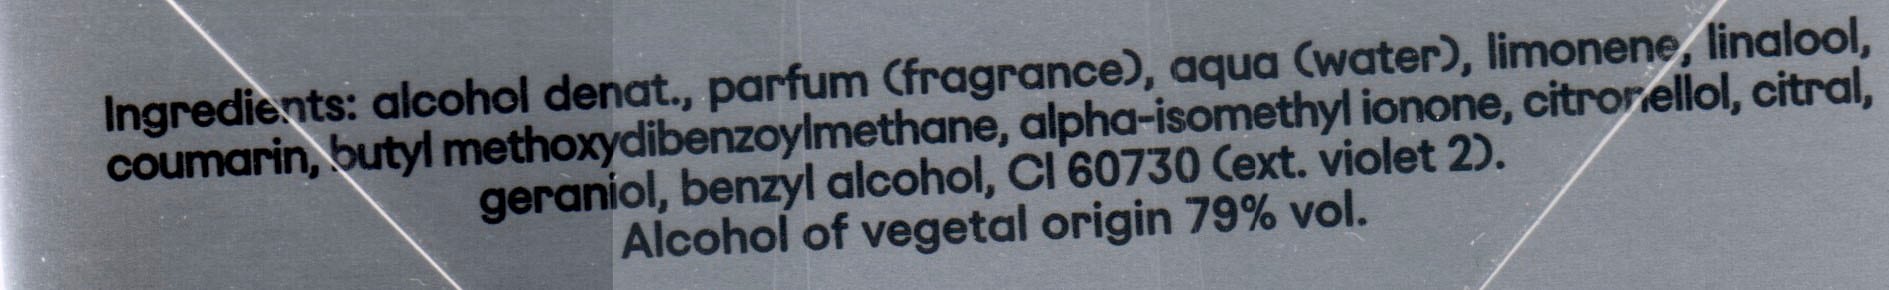 Ingredients: alcohol denat., parfum (fragrance), aqua (water), limonene, linalool,
coumarin, butyl methoxydibenzoylmethane, alpha-isomethyl ionone, citronellol, citral,
geraniol, benzyl alcohol, CI 60730 (ext. violet 2).
Alcohol of vegetal origin 79% vol.